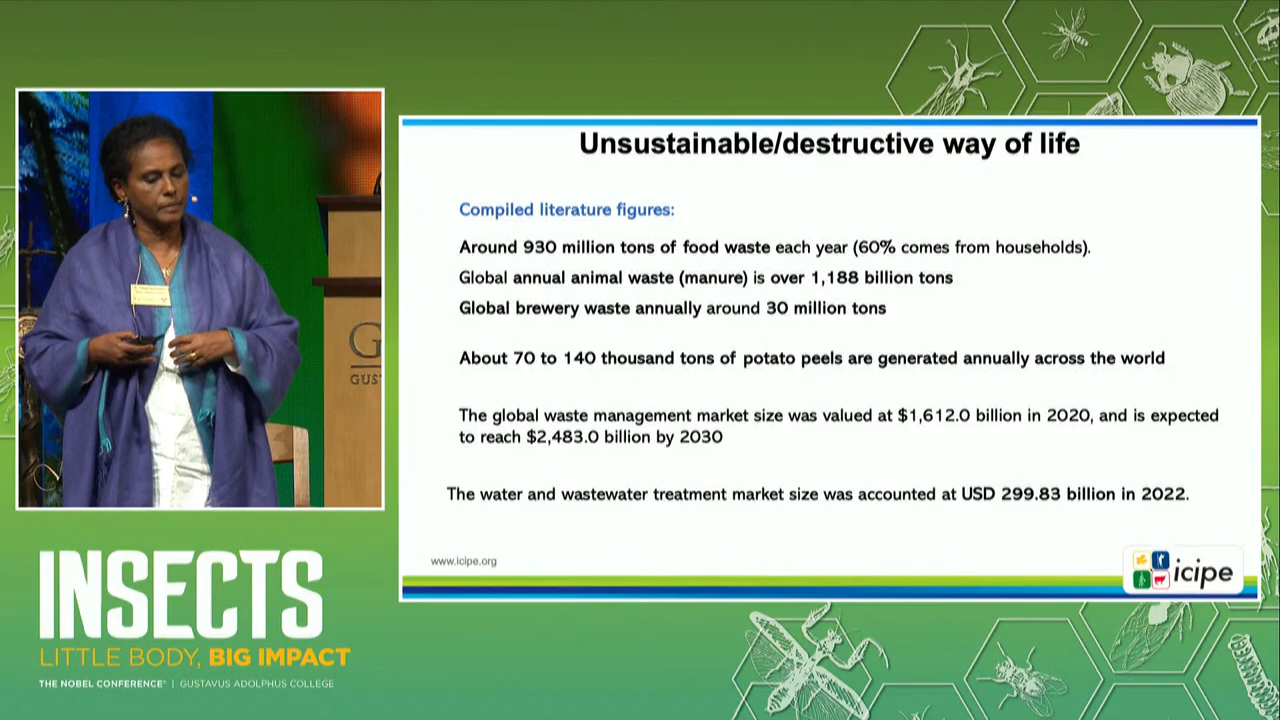 Unsustainable/destructive way of life
Compiled literature figures:
Around 930 million tons of food waste each year (60% comes from households).
Global annual animal waste (manure) is over 1,188 billion tons
Global brewery waste annually around 30 million tons
About 70 to 140 thousand tons of potato peels are generated annually across the world
The global waste management market size was valued at $1,612.0 billion in 2020, and is expected
to reach $2,483.0 billion by 2030
The water and wastewater treatment market size was accounted at USD 299.83 billion in 2022.
www.icipe.org
icipe
G
GUS
INSECTS
LITTLE BODY, BIG IMPACT
THE NOBEL CONFERENCE® | GUSTAVUS ADOLPHUS COLLEGE